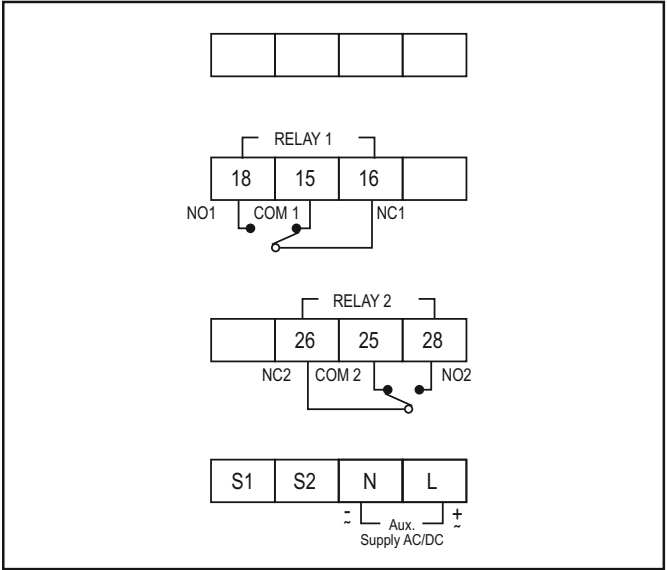 RELAY 1
18 15 16
NO1 COM 1 NC1
RELAY 2
26 25 28
NC2 COM 2 NO2
S1 S2 N L
- ~ + ~
Aux.
Supply AC/DC